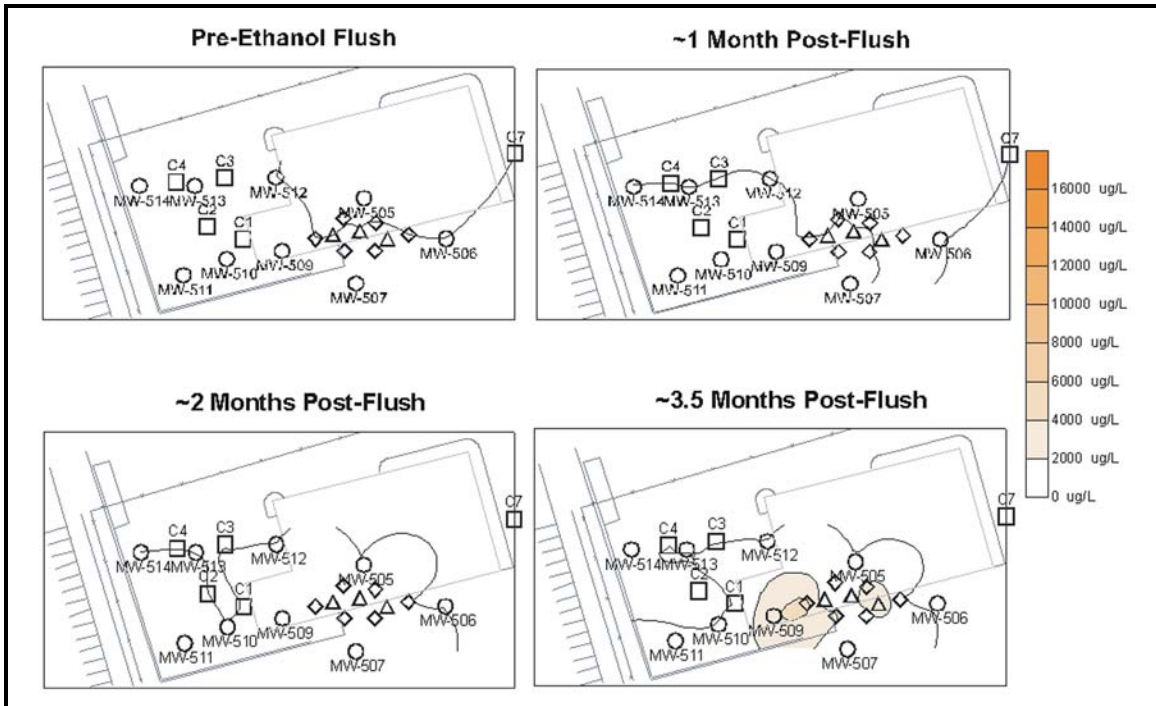 Pre-Ethanol Flush
C7
C4
C3
MW-512
MW-514
MW-513
MW-505
C2
C1
MW-506
MW-509
MW-510
MW-511
MW-507
~1 Month Post-Flush
C7
C4
C3
MW-512
MW-514
MW-513
MW-505
C2
C1
MW-506
MW-509
MW-510
MW-511
MW-507
16000 ug/L
14000 ug/L
12000 ug/L
10000 ug/L
8000 ug/L
6000 ug/L
4000 ug/L
2000 ug/L
0 ug/L
~2 Months Post-Flush
C7
C4
C3
MW-512
MW-514
MW-513
MW-505
C2
C1
MW-506
MW-509
MW-510
MW-511
MW-507
~3.5 Months Post-Flush
C7
C4
C3
MW-512
MW-514
MW-513
MW-505
C2
C1
MW-506
MW-509
MW-510
MW-511
MW-507